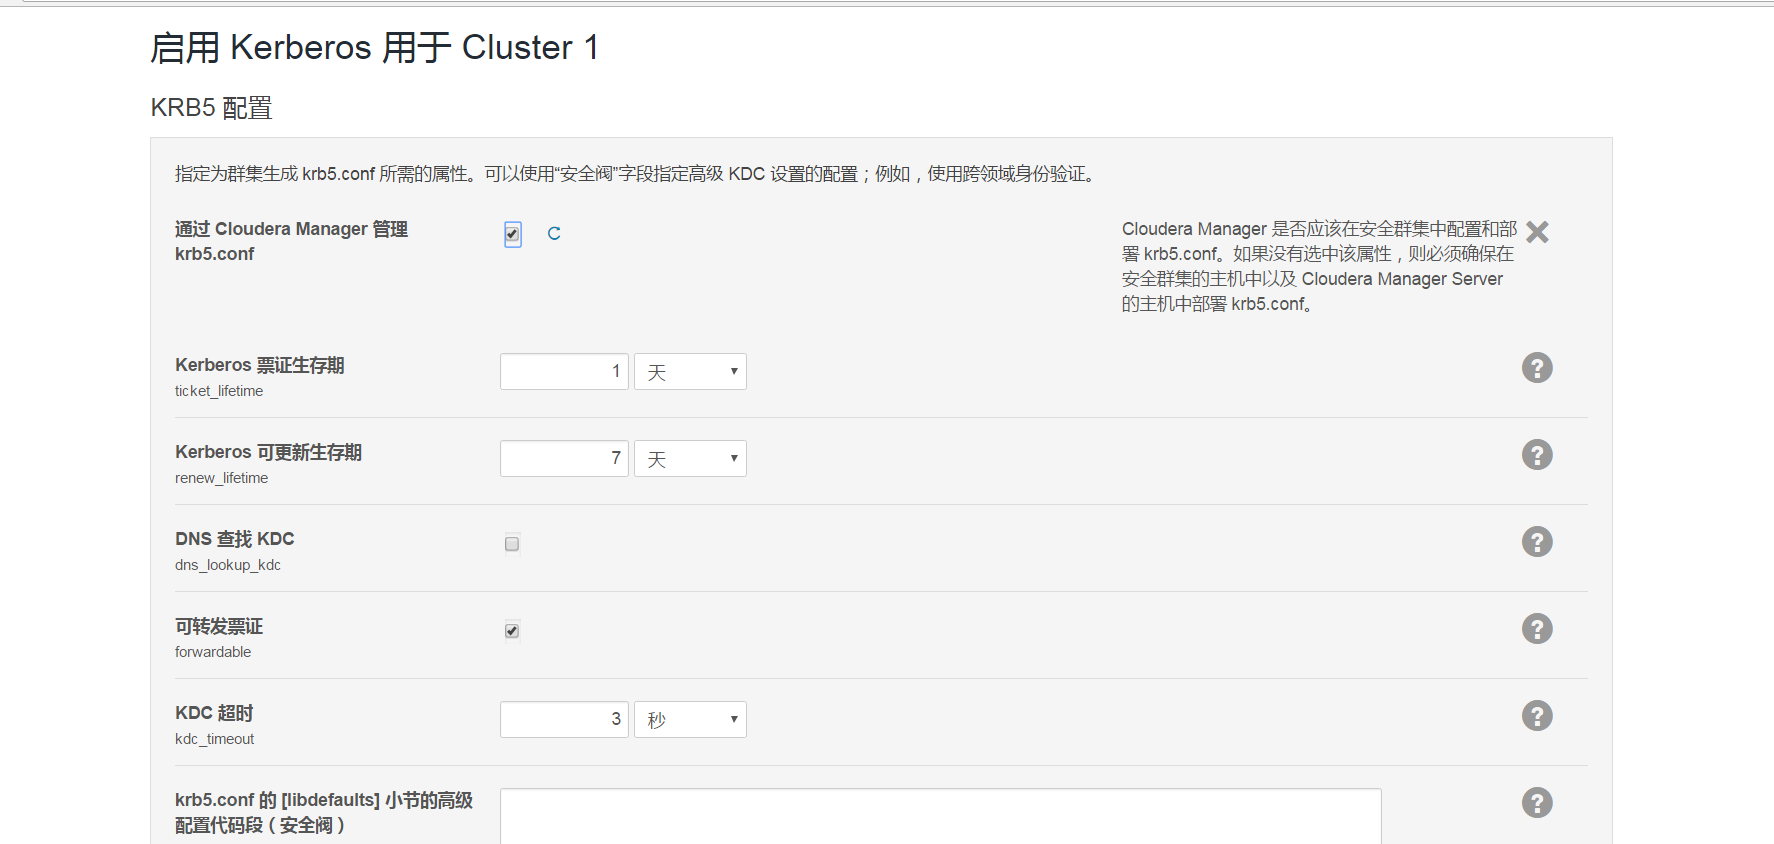 启用 Kerberos 用于 Cluster 1
KRB5 配置
指定为群集生成 krb5.conf 所需的属性。可以使用“安全阀”字段指定高级 KDC 设置的配置；例如，使用跨领域身份验证。
通过 Cloudera Manager 管理
krb5.conf
Cloudera Manager 是否应该在安全群集中配置和部
署 krb5.conf。如果没有选中该属性，则必须确保在
安全群集的主机中以及 Cloudera Manager Server
的主机中部署 krb5.conf。
Kerberos 票证生存期
ticket_lifetime
1 天
Kerberos 可更新生存期
renew_lifetime
7 天
DNS 查找 KDC
dns_lookup_kdc
可转发票证
forwardable
KDC 超时
kdc_timeout
3 秒
krb5.conf 的 [libdefaults] 小节的高级
配置代码段（安全阀）